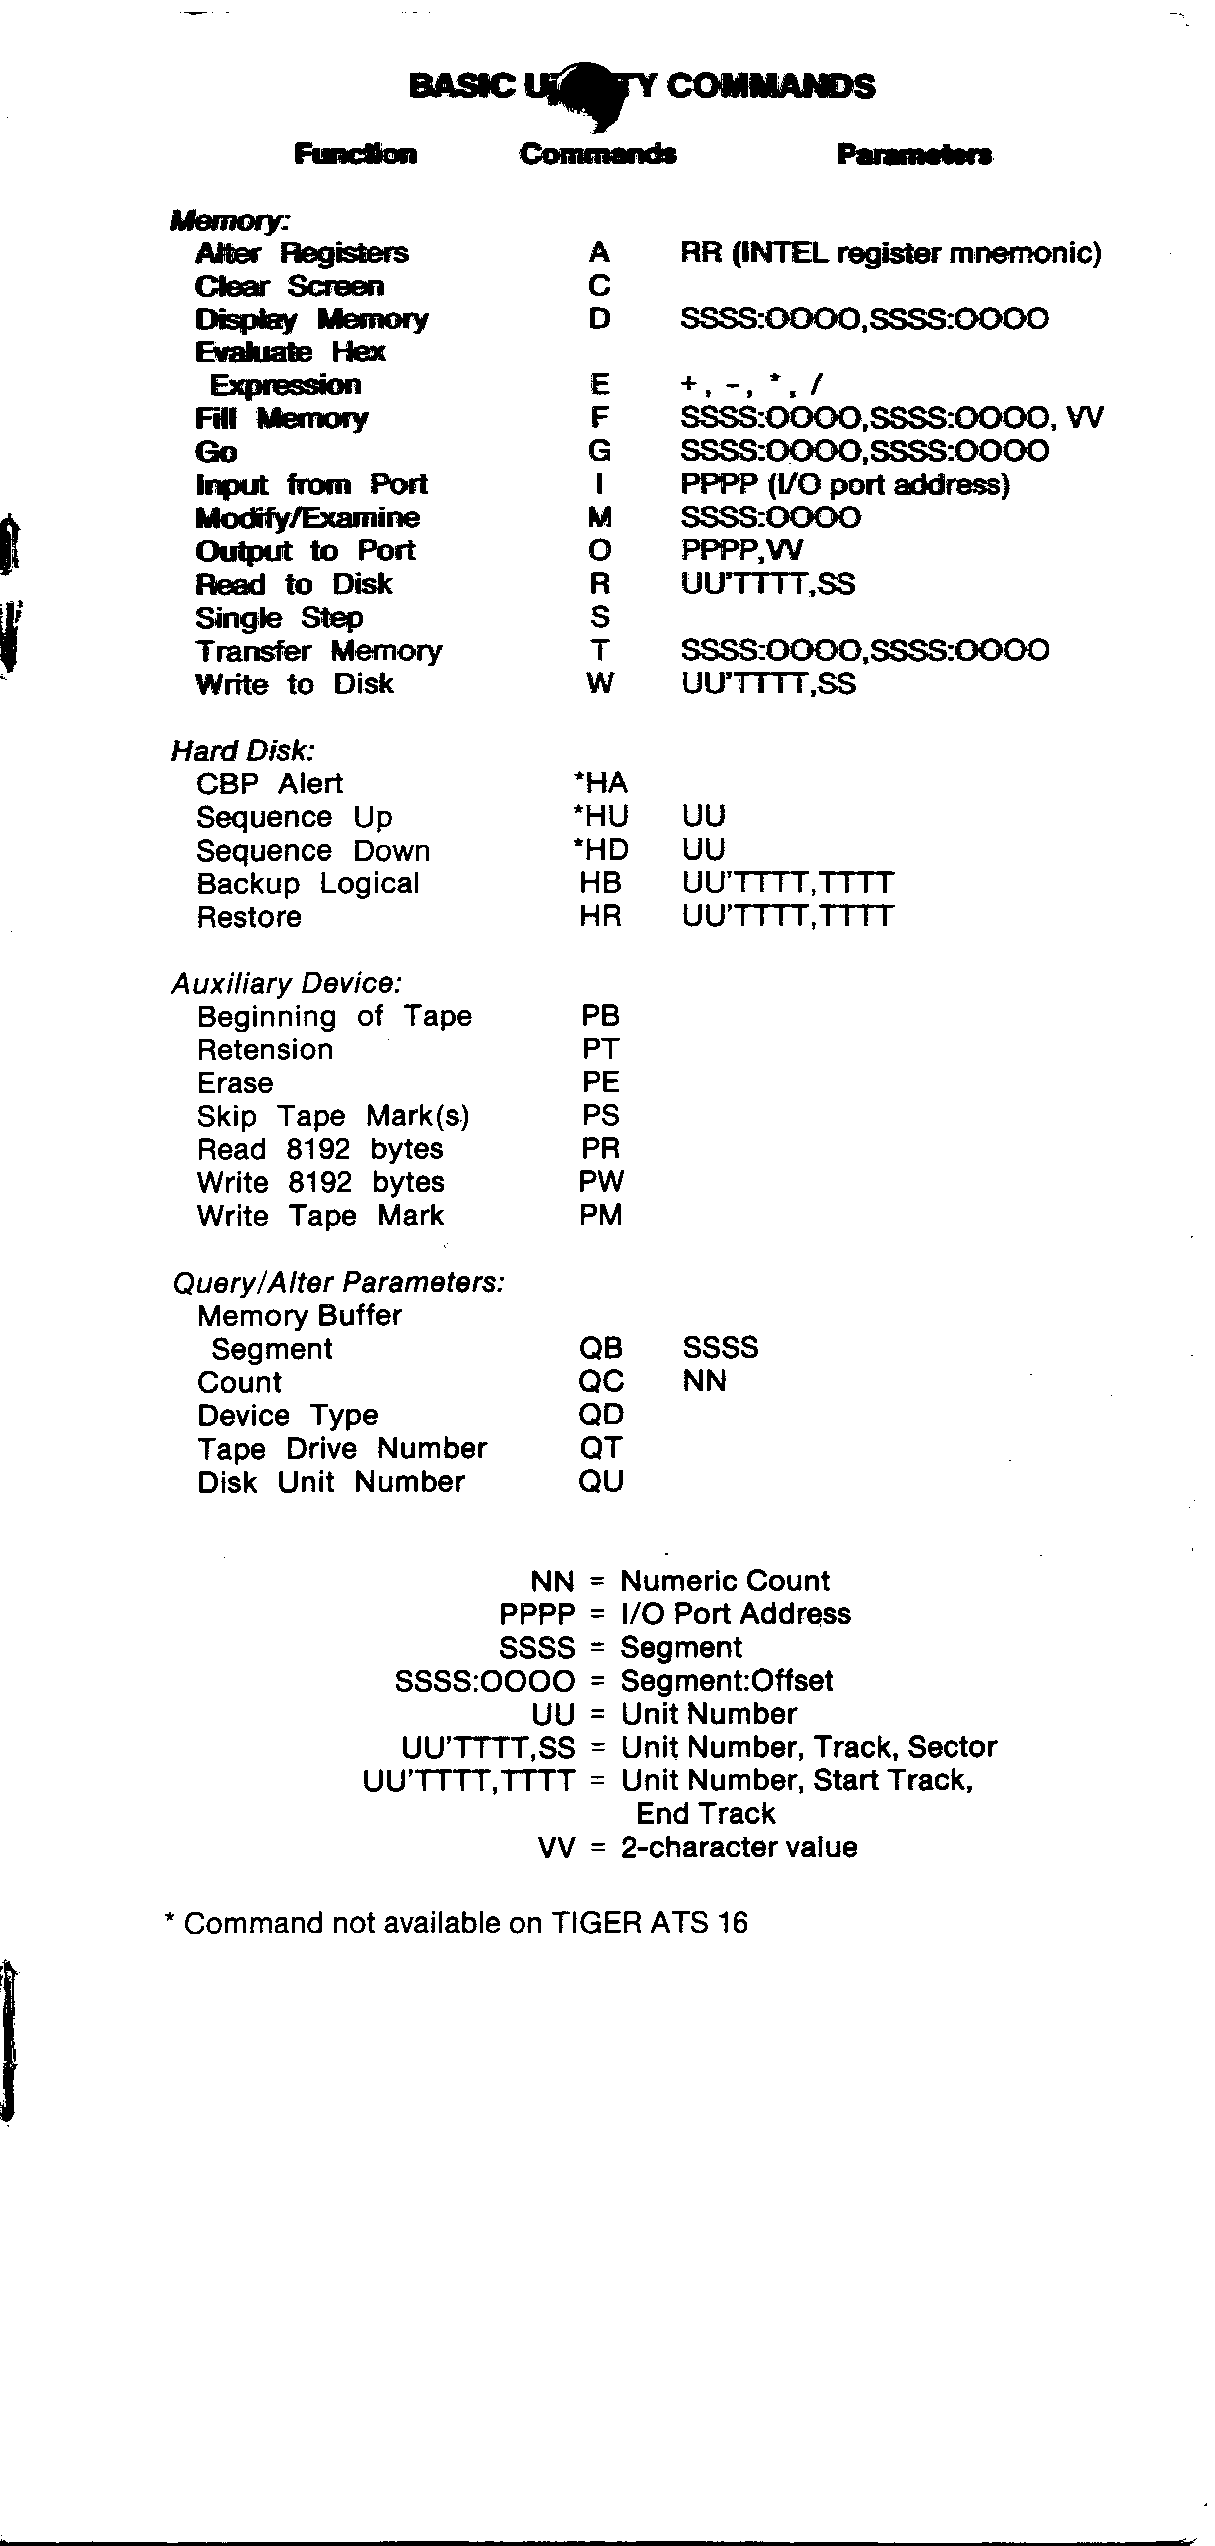 BASIC COMMANDS
Function Commands Parameters
Memory:
Alter Registers A RR (INTEL register mnemonic)
Clear Screen C
Display Memory D SSSS:OOOO,SSSS:OOOO
Evaluate Hex
Expression E +, -, *, /
Fill Memory F SSSS:OOOO,SSSS:OOOO, VV
Go G SSSS:OOOO,SSSS:OOOO
Input from Port I PPPP (I/O port address)
Modify/Examine M SSSS:OOOO
Output to Port O PPPP,VV
Read to Disk R UU'TTTT,SS
Single Step S
Transfer Memory T SSSS:OOOO,SSSS:OOOO
Write to Disk W UU'TTTT,SS
Hard Disk:
CBP Alert *HA
Sequence Up *HU UU
Sequence Down *HD UU
Backup Logical HB UU'TTTT,TTTT
Restore HR UU'TTTT,TTTT
Auxiliary Device:
Beginning of Tape PB
Retension PT
Erase PE
Skip Tape Mark(s) PS
Read 8192 bytes PR
Write 8192 bytes PW
Write Tape Mark PM
Query/Alter Parameters:
Memory Buffer
Segment QB SSSS
Count QC NN
Device Type QD
Tape Drive Number QT
Disk Unit Number QU
NN = Numeric Count
PPPP = I/O Port Address
SSSS = Segment
SSSS:OOOO = Segment:Offset
UU = Unit Number
UU'TTTT,SS = Unit Number, Track, Sector
UU'TTTT,TTTT = Unit Number, Start Track,
End Track
VV = 2-character value
* Command not available on TIGER ATS 16